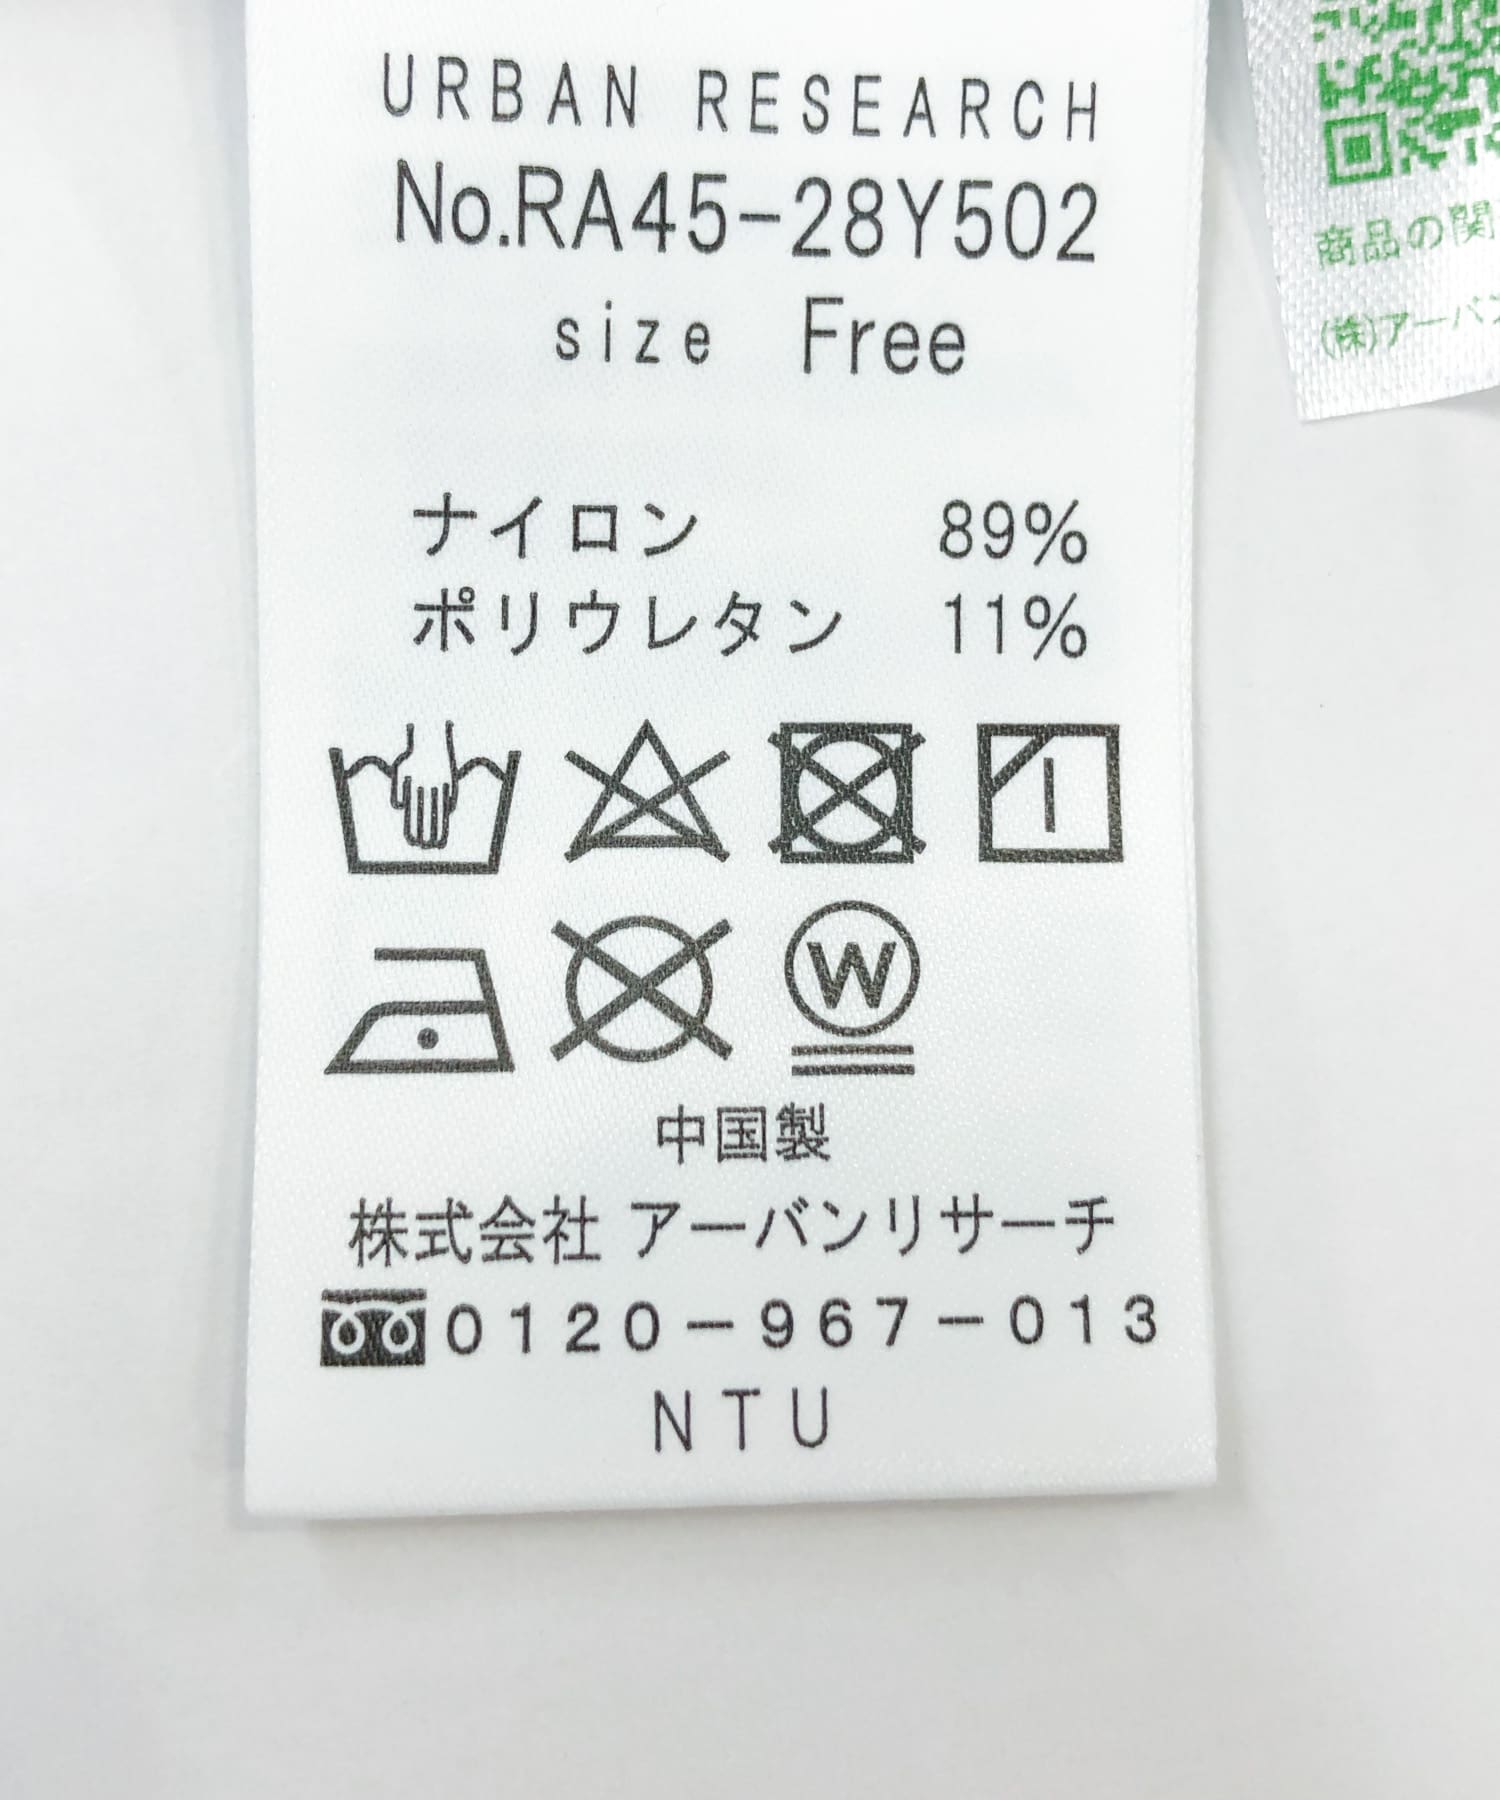 URBAN RESEARCH
No.RA45-28Y502
size Free
ナイロン 89%
ポリウレタン 11%
W
中国製
株式会社 アーバンリサーチ
0120-967-013
NTU
商品の関
(株)アーバン